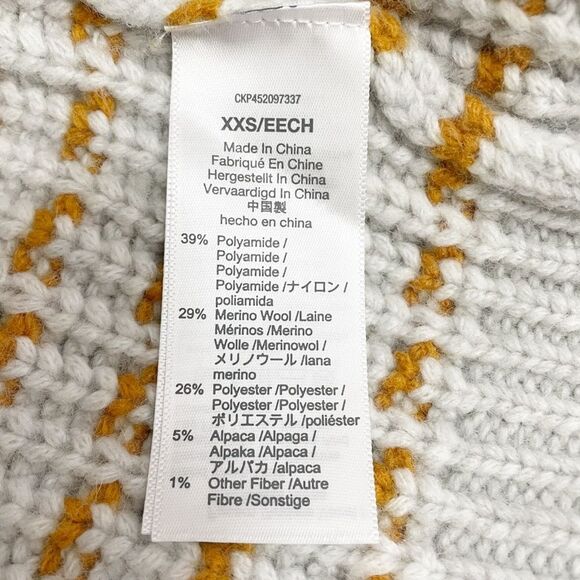 CKP452097337
XXS/EECH
Made In China
Fabriqué En Chine
Hergestellt In China
Vervaardigd In China
中国製
hecho en china
39% Polyamide /
Polyamide /
Polyamide /
Polyamide /ナイロン /
poliamida
29% Merino Wool /Laine
Mérinos /Merino
Wolle /Merinowol /
メリノウール /lana
merino
26% Polyester /Polyester /
Polyester /Polyester /
ポリエステル /poliéster
5% Alpaca /Alpaga /
Alpaka /Alpaca /
アルパカ /alpaca
1% Other Fiber /Autre
Fibre /Sonstige